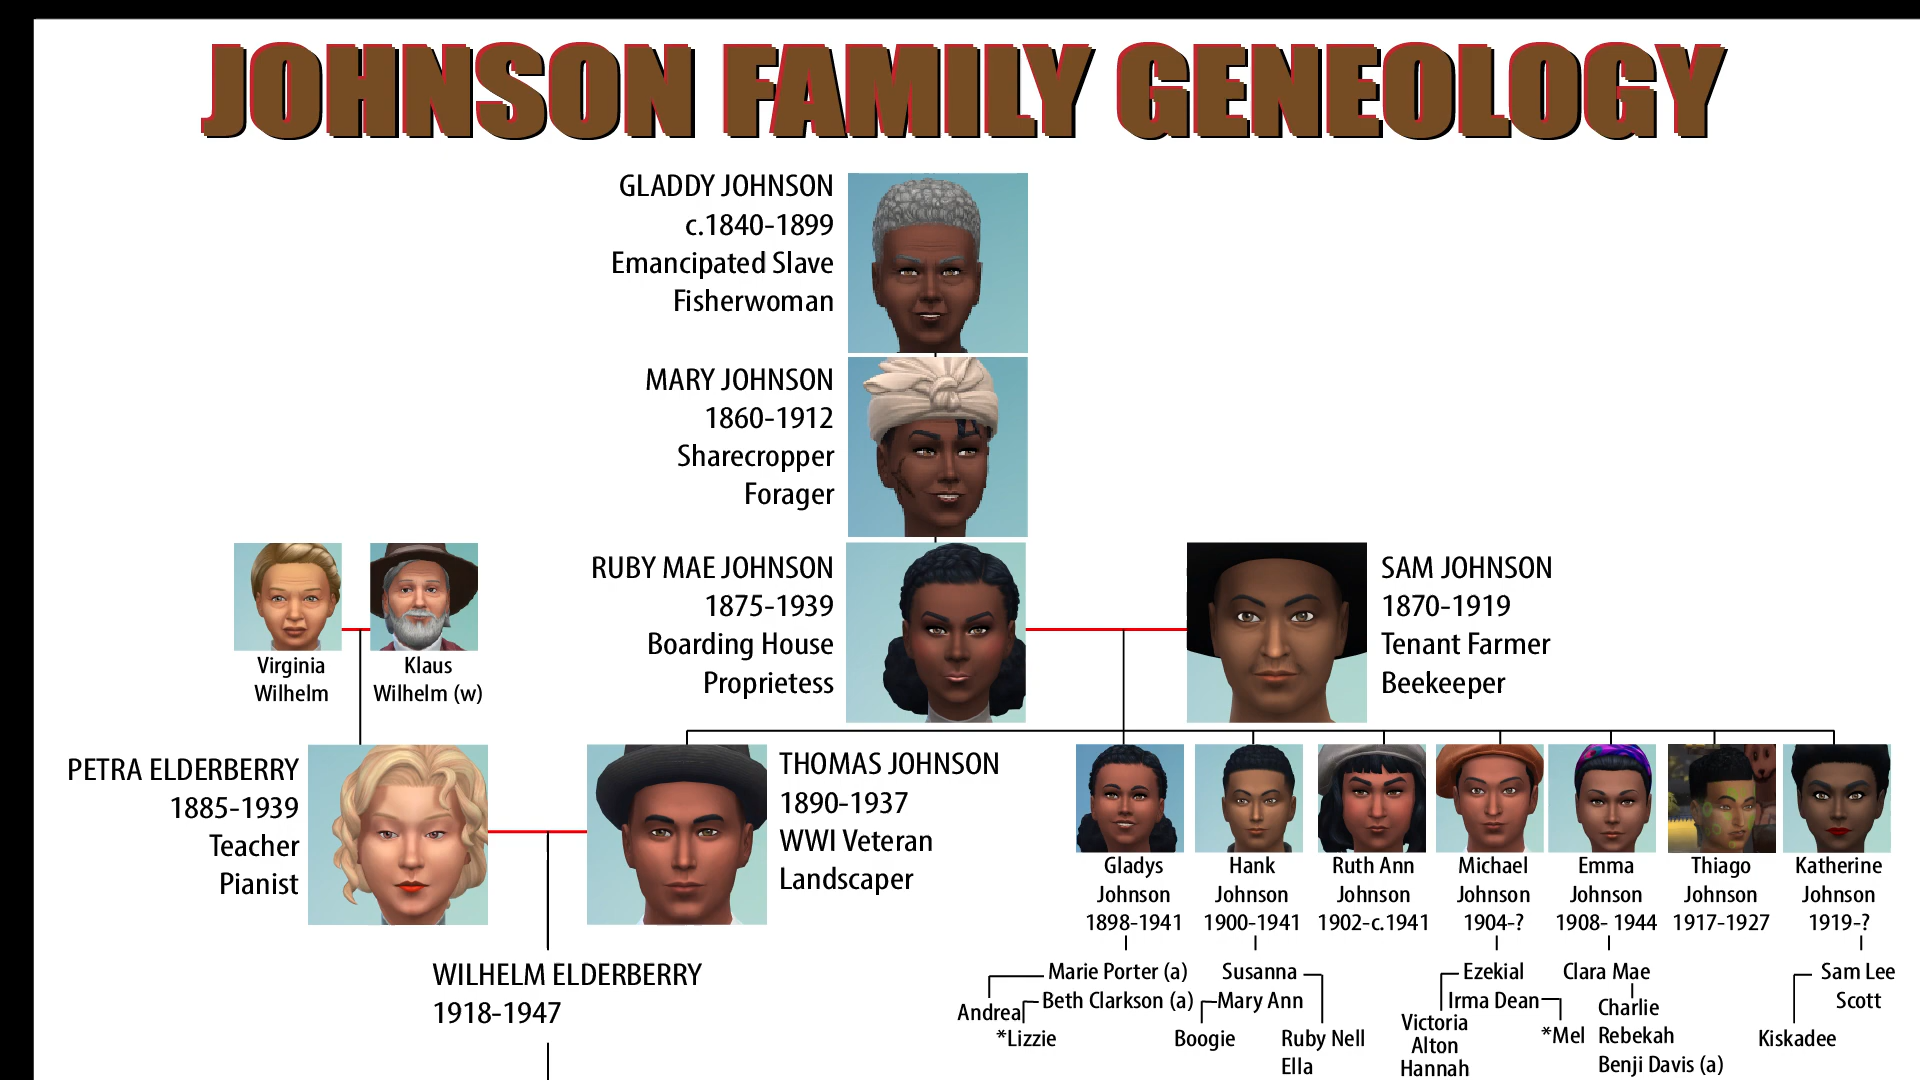 JOHNSON FAMILY GENEOLOGY
GLADDY JOHNSON
c.1840-1899
Emancipated Slave
Fisherwoman
MARY JOHNSON
1860-1912
Sharecropper
Forager
RUBY MAE JOHNSON
1875-1939
Boarding House
Proprietess
SAM JOHNSON
1870-1919
Tenant Farmer
Beekeeper
Virginia
Wilhelm
Klaus
Wilhelm (w)
PETRA ELDERBERRY
1885-1939
Teacher
Pianist
THOMAS JOHNSON
1890-1937
WWI Veteran
Landscaper
WILHELM ELDERBERRY
1918-1947
Gladys
Johnson
1898-1941
Hank
Johnson
1900-1941
Ruth Ann
Johnson
1902-c.1941
Michael
Johnson
1904-?
Emma
Johnson
1908- 1944
Thiago
Johnson
1917-1927
Katherine
Johnson
1919-?
Marie Porter (a)
Beth Clarkson (a)
Andrea
*Lizzie
Susanna
Mary Ann
Boogie
Ruby Nell
Ella
Ezekial
Irma Dean
Victoria
Alton
Hannah
*Mel
Clara Mae
Charlie
Rebekah
Benji Davis (a)
Sam Lee
Scott
Kiskadee